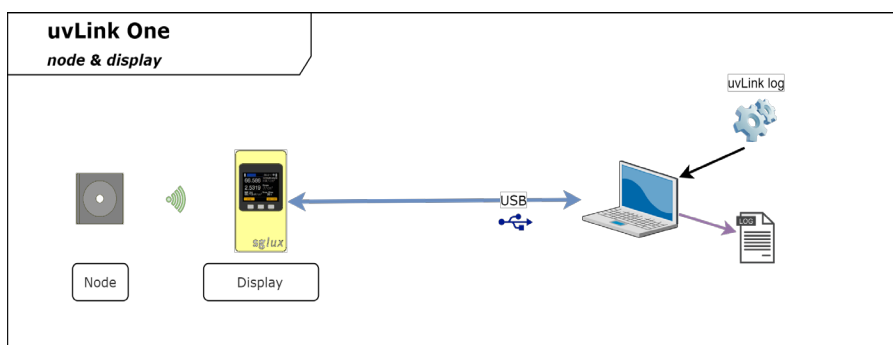 uvLink One
node & display
uvLink log
USB
LOG
sglux
Node
Display